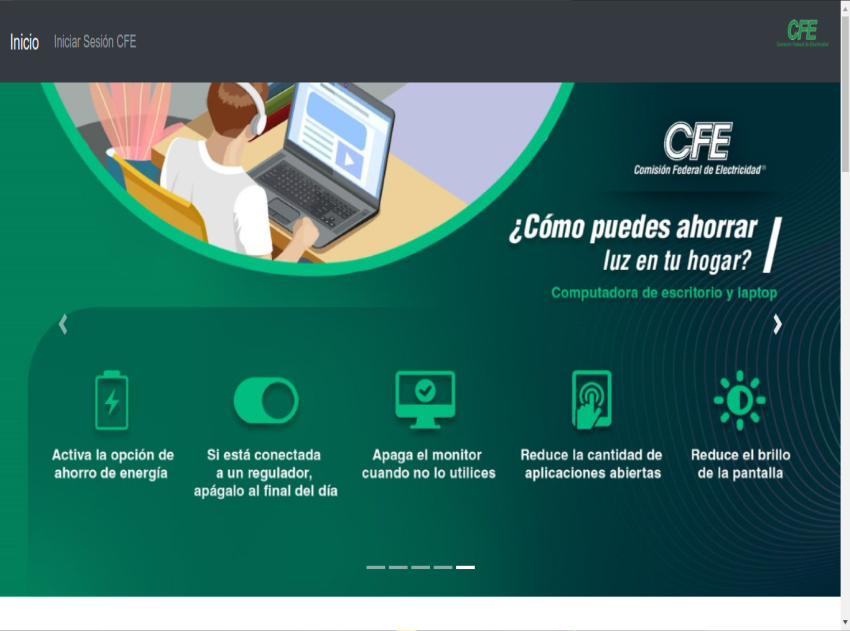 Inicio
Iniciar Sesión CFE
CFE
Comisión Federal de Electricidad
CFE
Comisión Federal de Electricidad®
¿Cómo puedes ahorrar
luz en tu hogar?
Computadora de escritorio y laptop
Activa la opción de
ahorro de energía
Si está conectada
a un regulador,
apágalo al final del día
Apaga el monitor
cuando no lo utilices
Reduce la cantidad de
aplicaciones abiertas
Reduce el brillo
de la pantalla